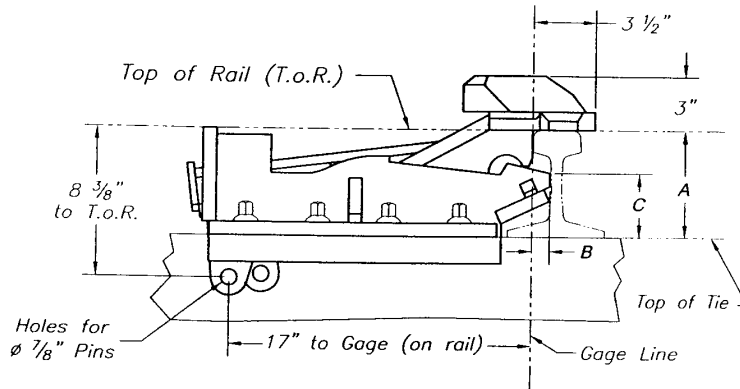 3 ½"
Top of Rail (T.o.R.)
3"
8 ⅜"
to T.o.R.
A
C
B
Top of Tie
Holes for
ø ⅞" Pins
17" to Gage (on rail)
Gage Line